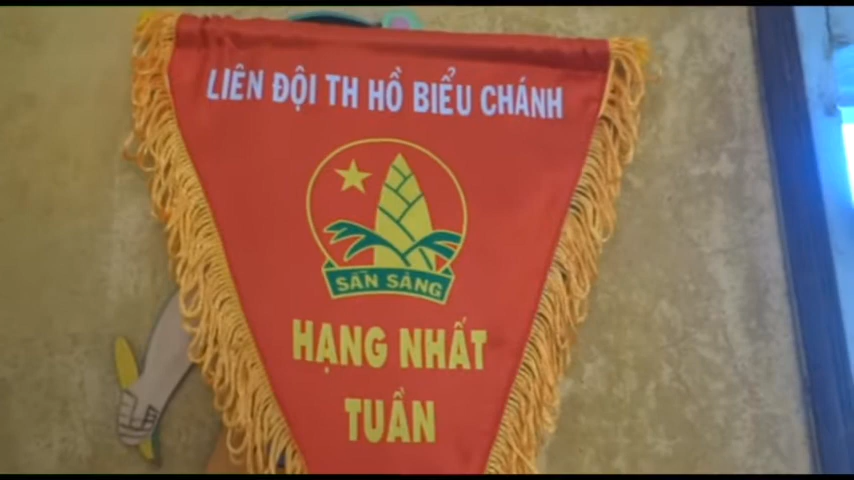 LIÊN ĐỘI TH HỒ BIỂU CHÁNH
SẴN SÀNG
HẠNG NHẤT
TUẦN